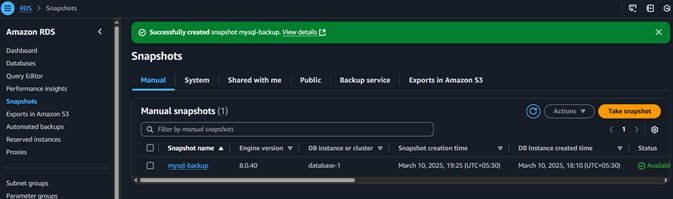 RDS > Snapshots
Amazon RDS
Dashboard
Databases
Query Editor
Performance insights
Snapshots
Exports in Amazon S3
Automated backups
Reserved instances
Proxies
Subnet groups
Parameter groups
Successfully created snapshot mysql-backup. View details
Snapshots
Manual System Shared with me Public Backup service Exports in Amazon S3
Manual snapshots (1)
Actions Take snapshot
Filter by manual snapshots
1
Snapshot name Engine version DB instance or cluster Snapshot creation time DB Instance created time Status
mysql-backup 8.0.40 database-1 March 10, 2025, 19:25 (UTC+05:30) March 10, 2025, 18:10 (UTC+05:30) Availabl